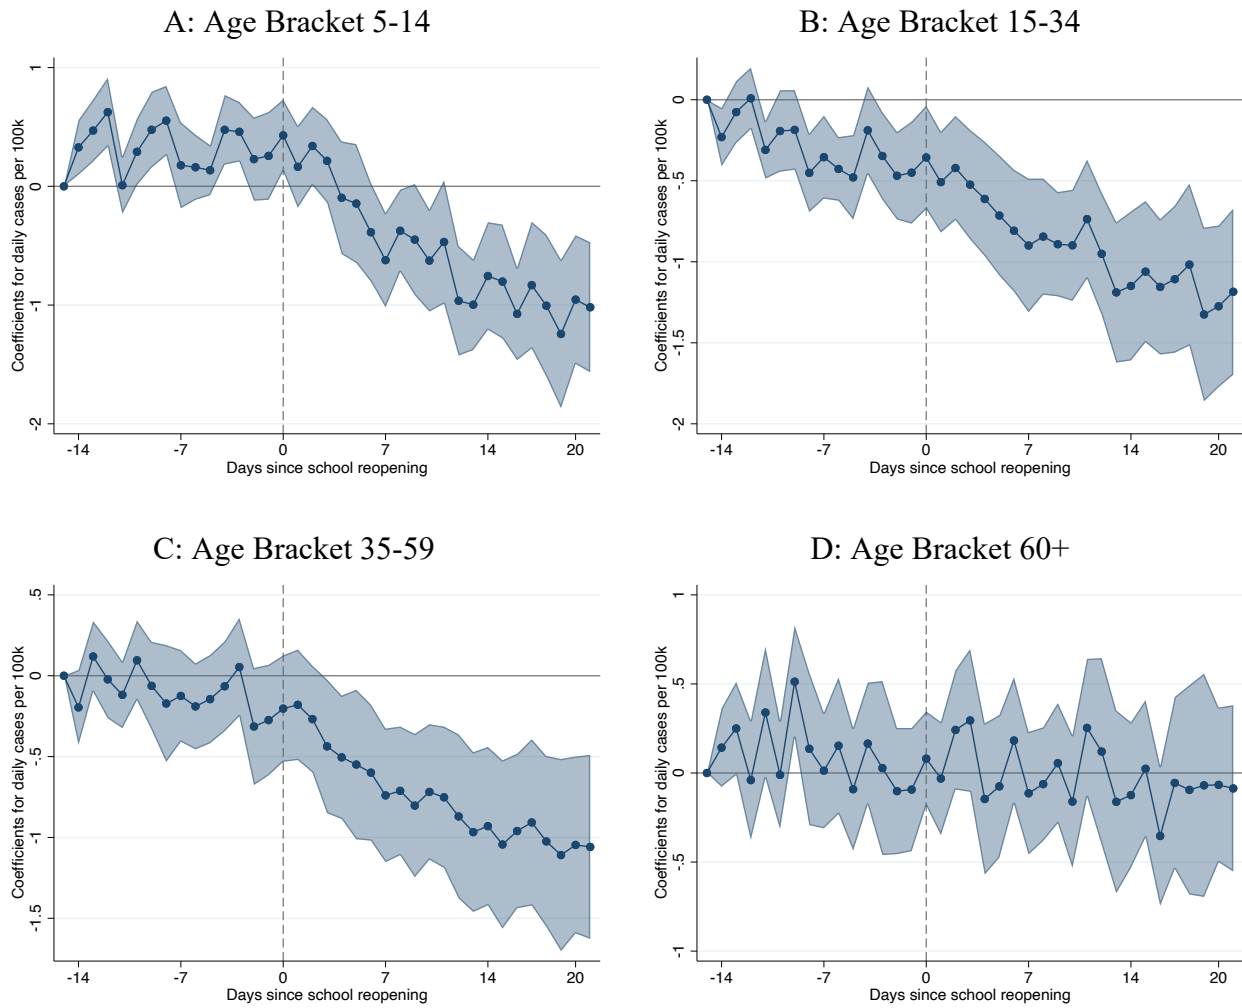 A: Age Bracket 5-14
Coefficients for daily cases per 100k
1
0
-1
-2
-14 -7 0 7 14 20
Days since school reopening
B: Age Bracket 15-34
Coefficients for daily cases per 100k
0
-.5
-1
-1.5
-2
-14 -7 0 7 14 20
Days since school reopening
C: Age Bracket 35-59
Coefficients for daily cases per 100k
.5
0
-.5
-1
-1.5
-14 -7 0 7 14 20
Days since school reopening
D: Age Bracket 60+
Coefficients for daily cases per 100k
1
.5
0
-.5
-1
-14 -7 0 7 14 20
Days since school reopening